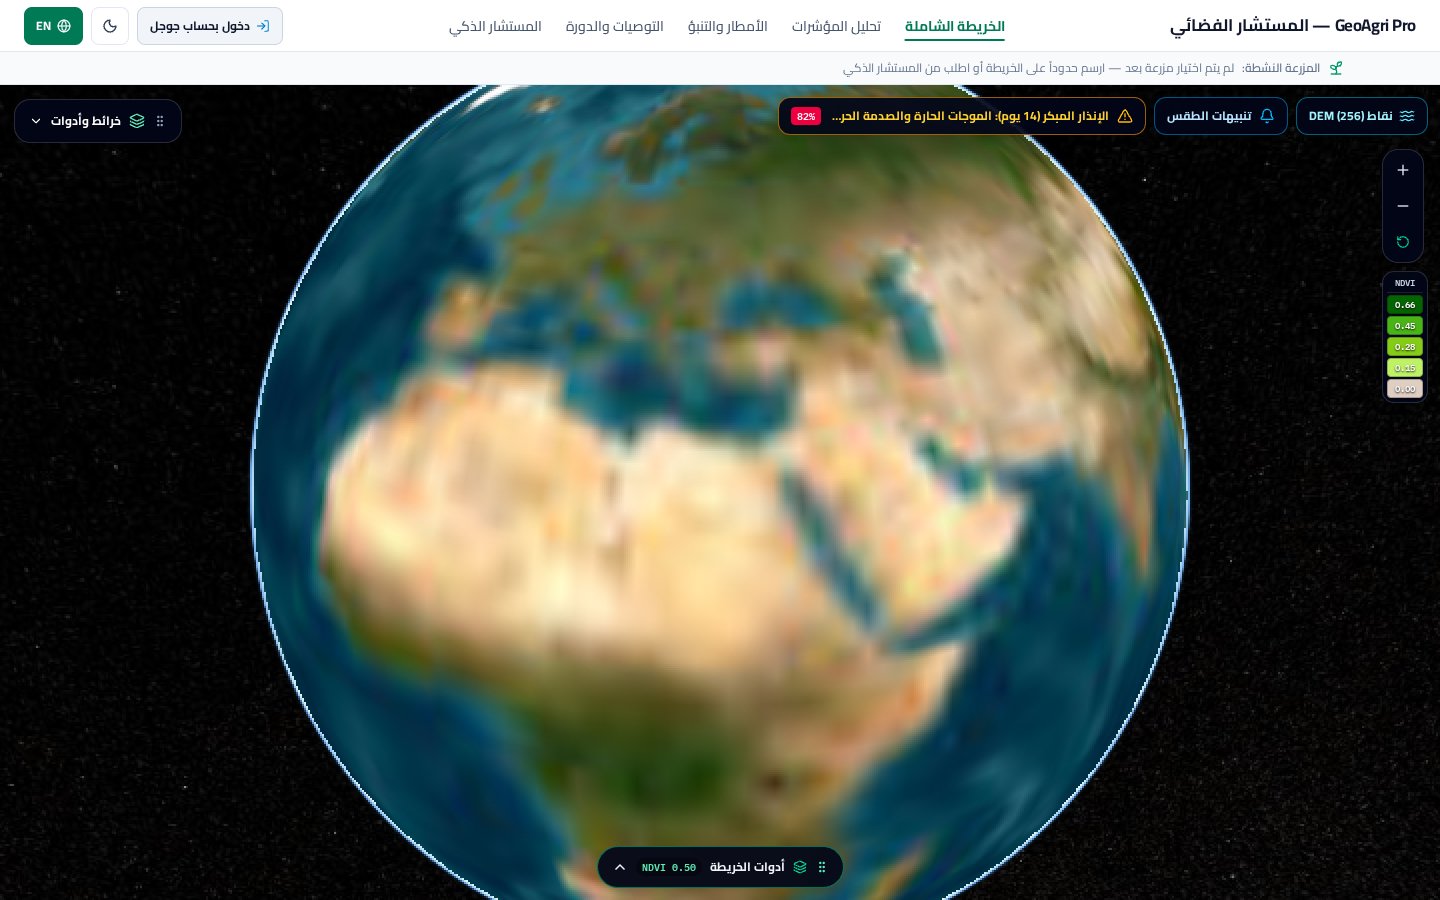 GeoAgri Pro — المستشار الفضائي
الخريطة الشاملة
تحليل المؤشرات
الأمطار والتنبؤ
التوصيات والدورة
المستشار الذكي
دخول بحساب جوجل
EN
المزرعة النشطة: لم يتم اختيار مزرعة بعد — ارسم حدوداً على الخريطة أو اطلب من المستشار الذكي
نقاط DEM (256)
تنبيهات الطقس
الإنذار المبكر (14 يوم): الموجات الحارة والصدمة الحر... 82%
خرائط وأدوات
NDVI
0.66
0.45
0.28
0.15
0.00
أدوات الخريطة NDVI 0.50